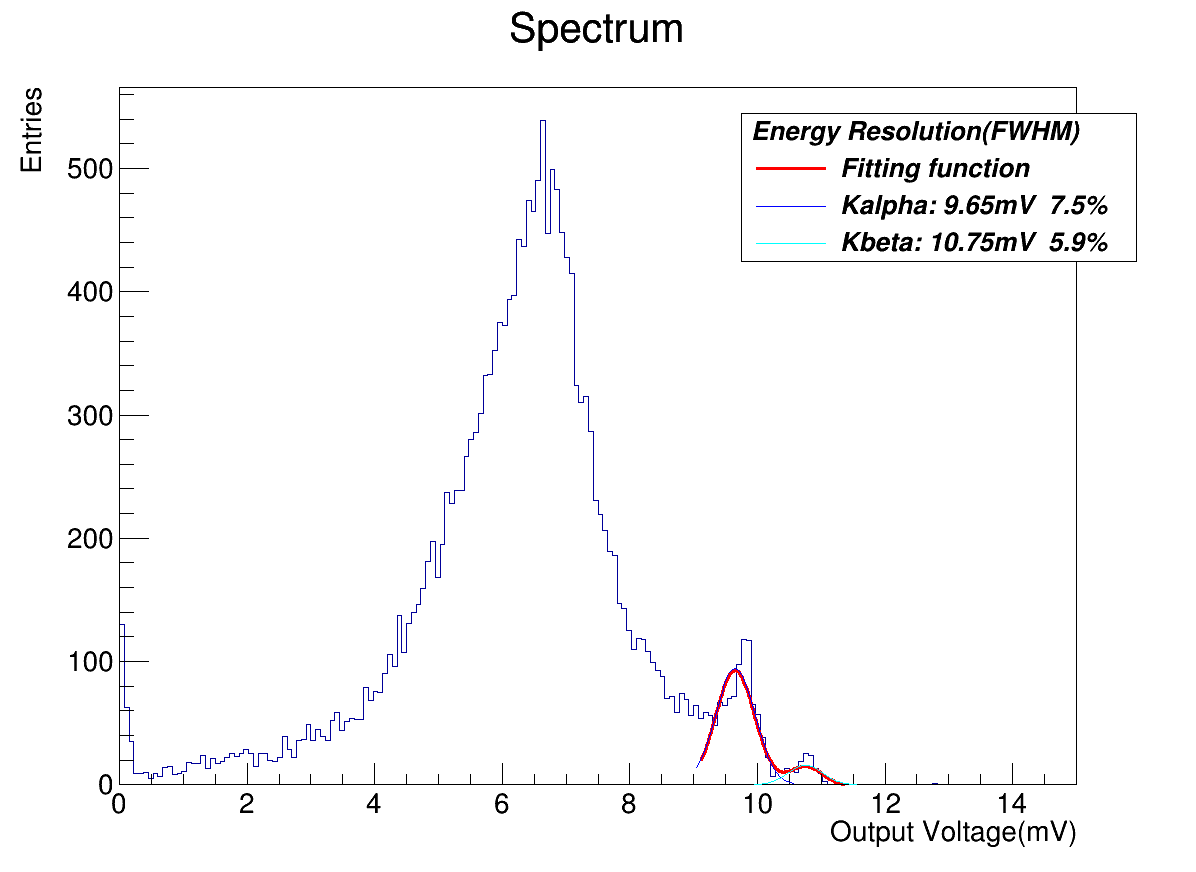 Spectrum
Entries
Energy Resolution(FWHM)
Fitting function
Kalpha: 9.65mV 7.5%
Kbeta: 10.75mV 5.9%
500
400
300
200
100
0
0 2 4 6 8 10 12 14
Output Voltage(mV)